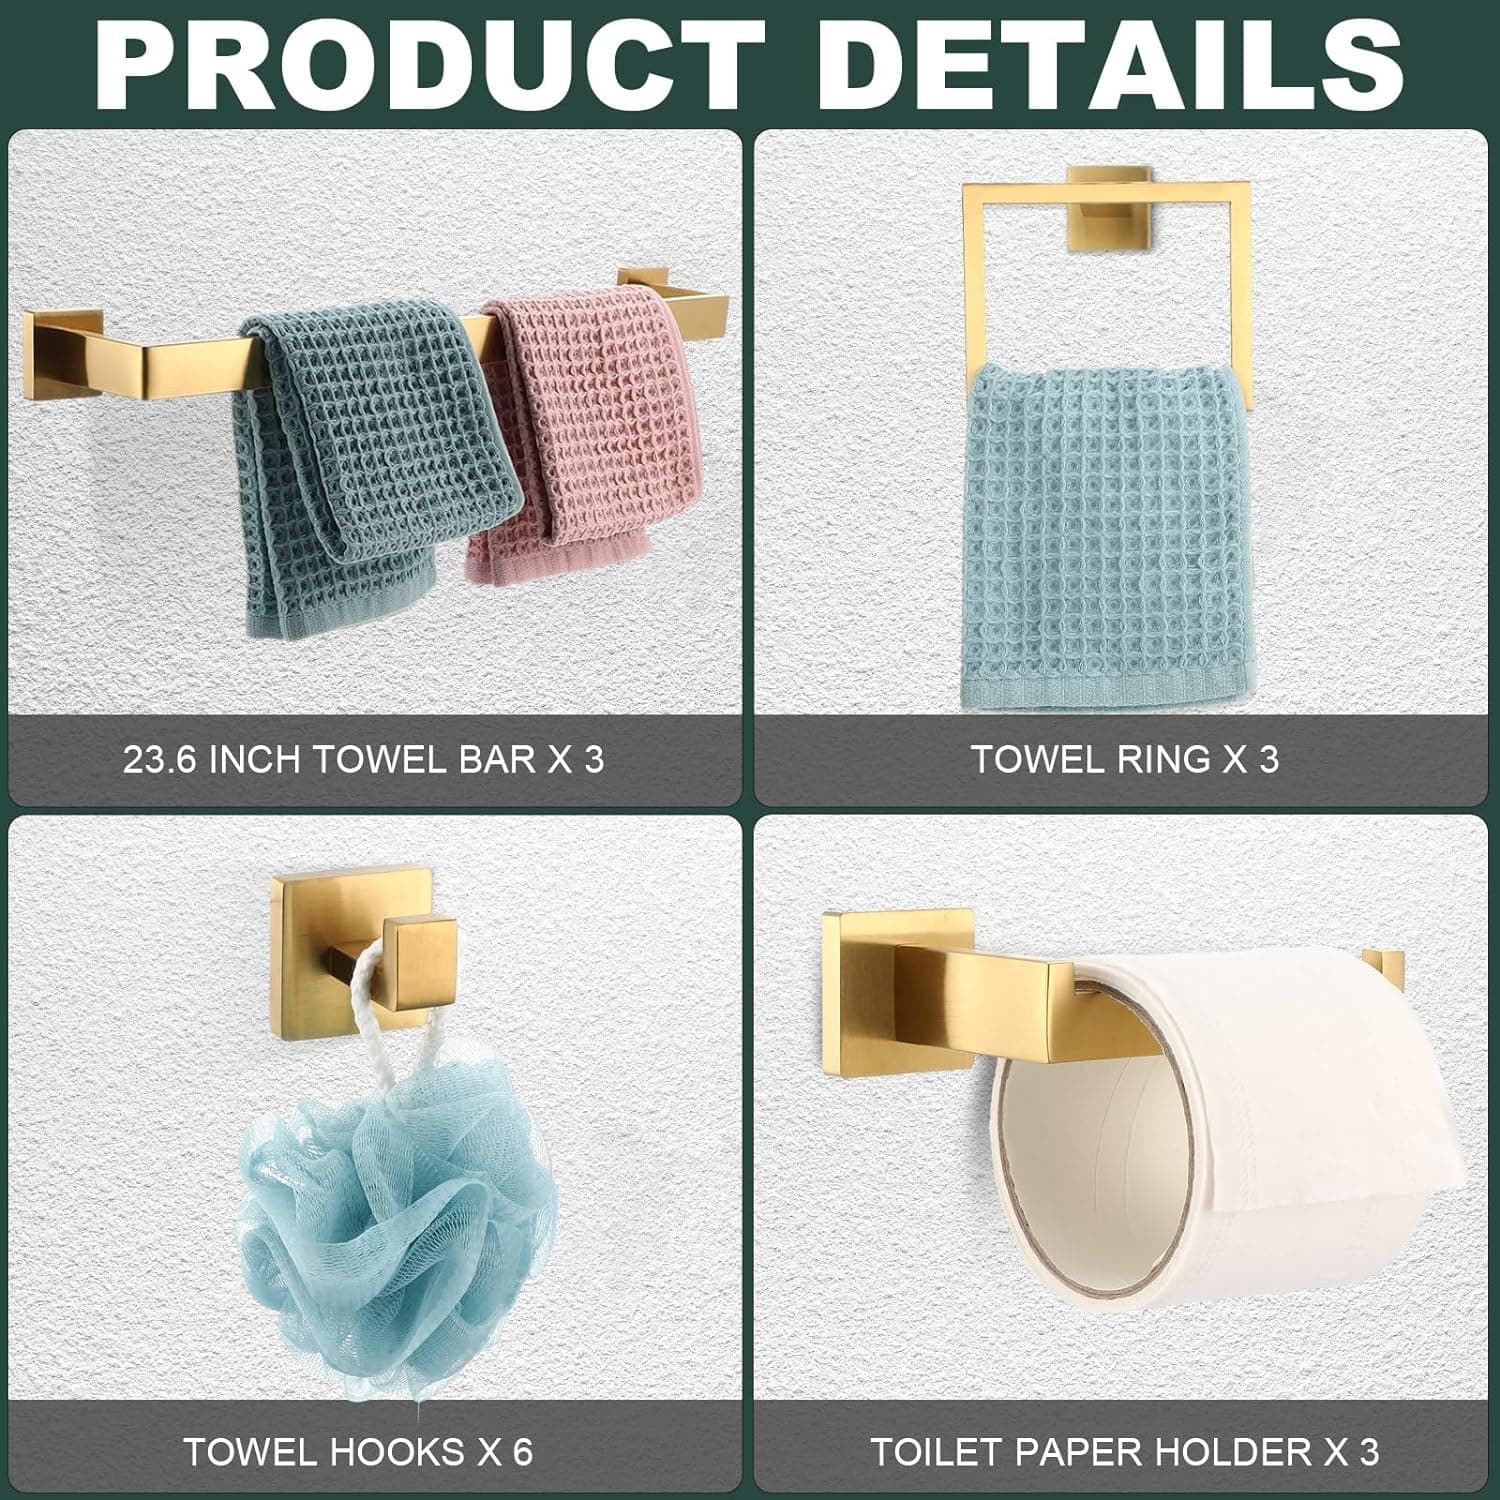 PRODUCT DETAILS
23.6 INCH TOWEL BAR X 3
TOWEL RING X 3
TOWEL HOOKS X 6
TOILET PAPER HOLDER X 3